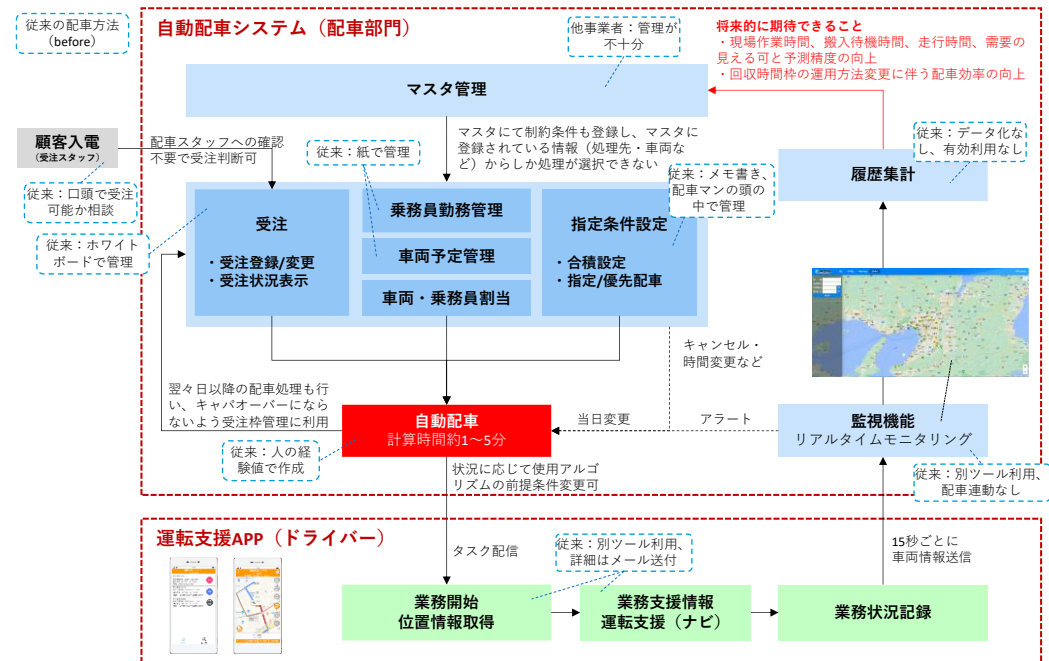 従来の配車方法
（before）
自動配車システム（配車部門）
他事業者：管理が
不十分
将来的に期待できること
・現場作業時間、搬入待機時間、走行時間、需要の
見える可と予測精度の向上
・回収時間枠の運用方法変更に伴う配車効率の向上
マスタ管理
顧客入電
（受注スタッフ）
配車スタッフへの確認
不要で受注判断可
従来：紙で管理
マスタにて制約条件も登録し、マスタに
登録されている情報（処理先・車両な
ど）からしか処理が選択できない
従来：データ化な
し、有効利用なし
履歴集計
従来：口頭で受注
可能か相談
従来：メモ書き、
配車マンの頭の
中で管理
受注
・受注登録/変更
・受注状況表示
乗務員勤務管理
車両予定管理
車両・乗務員割当
指定条件設定
・合積設定
・指定/優先配車
従来：ホワイト
ボードで管理
キャンセル・
時間変更など
翌々日以降の配車処理も行
い、キャパオーバーになら
ないよう受注枠管理に利用
自動配車
計算時間約1～5分
当日変更
アラート
監視機能
リアルタイムモニタリング
従来：人の経
験値で作成
従来：別ツール利用、
配車連動なし
状況に応じて使用アルゴ
リズムの前提条件変更可
運転支援APP（ドライバー）
タスク配信
従来：別ツール利用、
詳細はメール送付
15秒ごとに
車両情報送信
業務開始
位置情報取得
業務支援情報
運転支援（ナビ）
業務状況記録